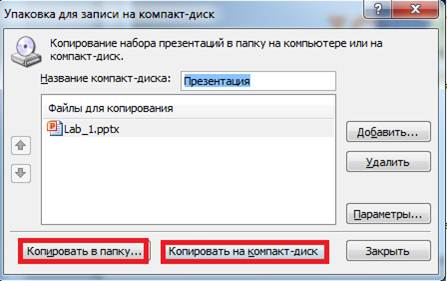 Упаковка для записи на компакт-диск
Копирование набора презентаций в папку на компьютере или на
компакт-диск.
Название компакт-диска: Презентация
Файлы для копирования
Lab_1.pptx
Добавить...
Удалить
Параметры...
Копировать в папку... Копировать на компакт-диск Закрыть